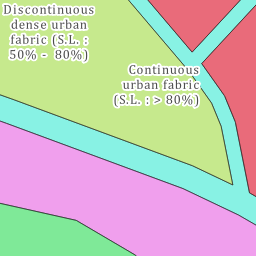 Discontinuous
dense urban
fabric (S.L. :
50% -  80%)
Continuous
urban fabric
(S.L. : > 80%)